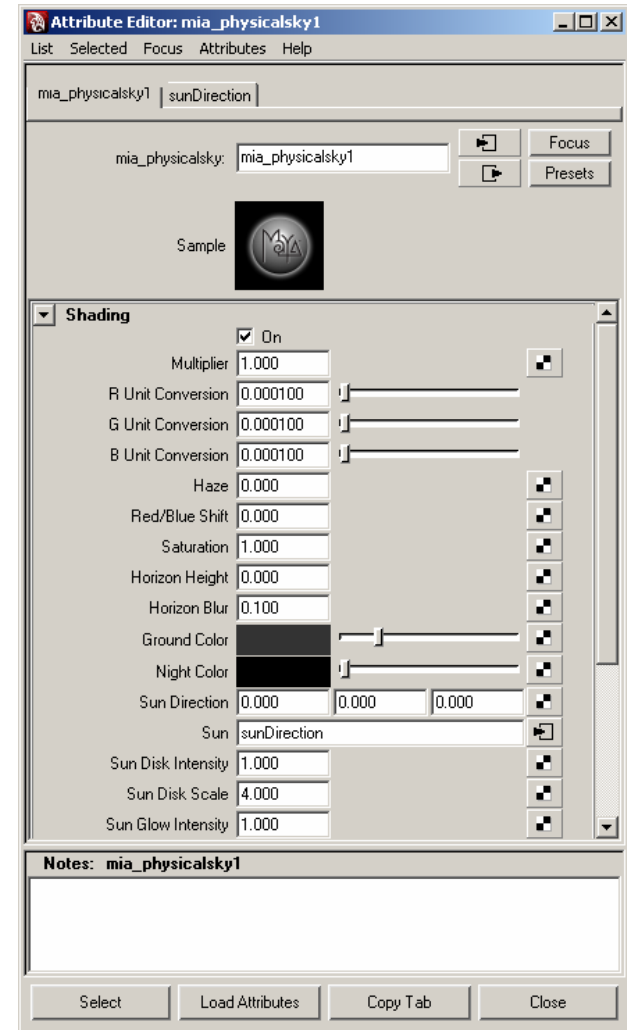 Attribute Editor: mia_physicalsky1
List Selected Focus Attributes Help
mia_physicalsky1 sunDirection
mia_physicalsky: mia_physicalsky1 Focus
Presets
Sample MAYA
Shading
On
Multiplier 1.000
R Unit Conversion 0.000100
G Unit Conversion 0.000100
B Unit Conversion 0.000100
Haze 0.000
Red/Blue Shift 0.000
Saturation 1.000
Horizon Height 0.000
Horizon Blur 0.100
Ground Color
Night Color
Sun Direction 0.000 0.000 0.000
Sun sunDirection
Sun Disk Intensity 1.000
Sun Disk Scale 4.000
Sun Glow Intensity 1.000
Notes: mia_physicalsky1
Select Load Attributes Copy Tab Close